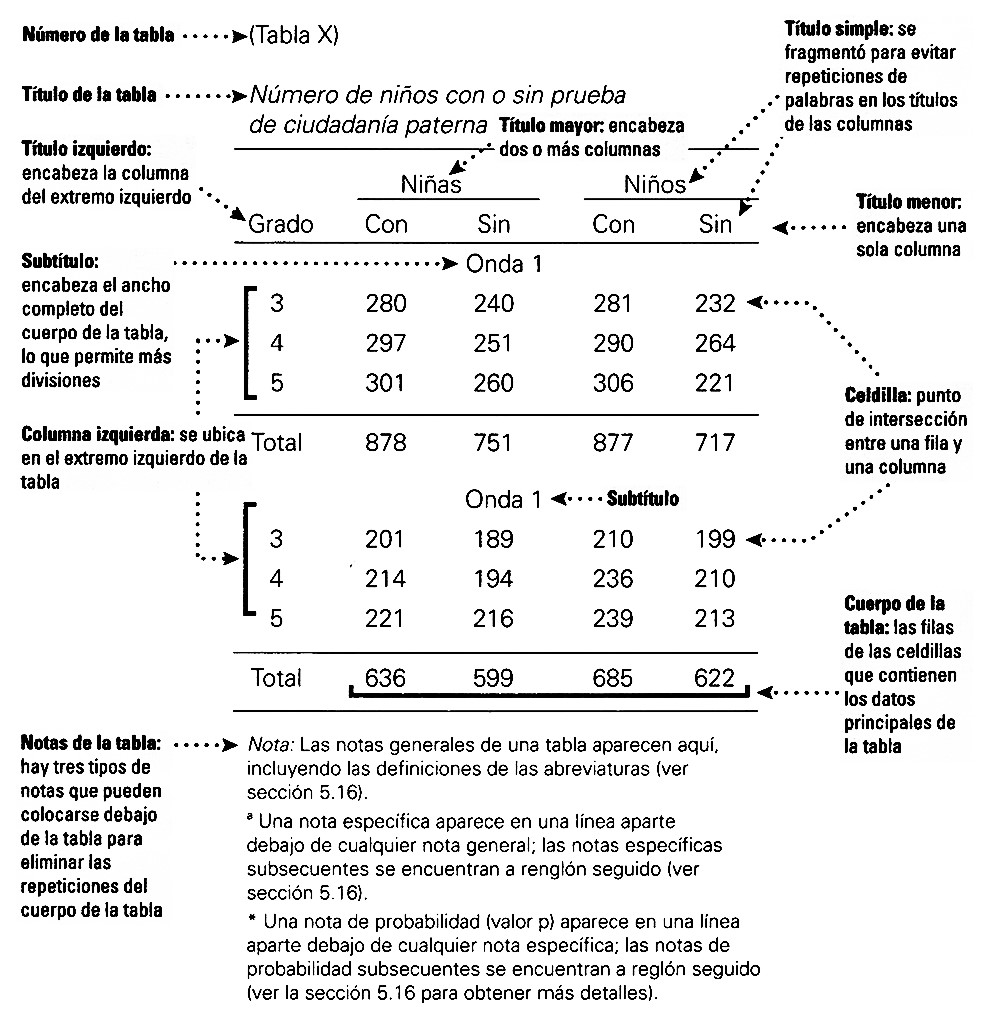 Número de la tabla (Tabla X)
Título simple: se
fragmentó para evitar
repeticiones de
palabras en los títulos
de las columnas
Título de la tabla Número de niños con o sin prueba
de ciudadanía paterna
Título mayor: encabeza
dos o más columnas
Título izquierdo:
encabeza la columna
del extremo izquierdo
Niñas Niños
Título menor:
encabeza una
sola columna
Grado Con Sin Con Sin
Subtítulo:
encabeza el ancho
completo del
cuerpo de la tabla,
lo que permite más
divisiones
Onda 1
3 280 240 281 232
4 297 251 290 264
5 301 260 306 221
Celdilla: punto
de intersección
entre una fila y
una columna
Columna izquierda: se ubica
en el extremo izquierdo de la
tabla
Total 878 751 877 717
Onda 1 Subtítulo
3 201 189 210 199
4 214 194 236 210
5 221 216 239 213
Cuerpo de la
tabla: las filas
de las celdillas
que contienen
los datos
principales de
la tabla
Total 636 599 685 622
Notas de la tabla:
hay tres tipos de
notas que pueden
colocarse debajo
de la tabla para
eliminar las
repeticiones del
cuerpo de la tabla
Nota: Las notas generales de una tabla aparecen aquí,
incluyendo las definiciones de las abreviaturas (ver
sección 5.16).
ª Una nota específica aparece en una línea aparte
debajo de cualquier nota general; las notas específicas
subsecuentes se encuentran a renglón seguido (ver
sección 5.16).
* Una nota de probabilidad (valor p) aparece en una línea
aparte debajo de cualquier nota específica; las notas de
probabilidad subsecuentes se encuentran a reglón seguido
(ver la sección 5.16 para obtener más detalles).